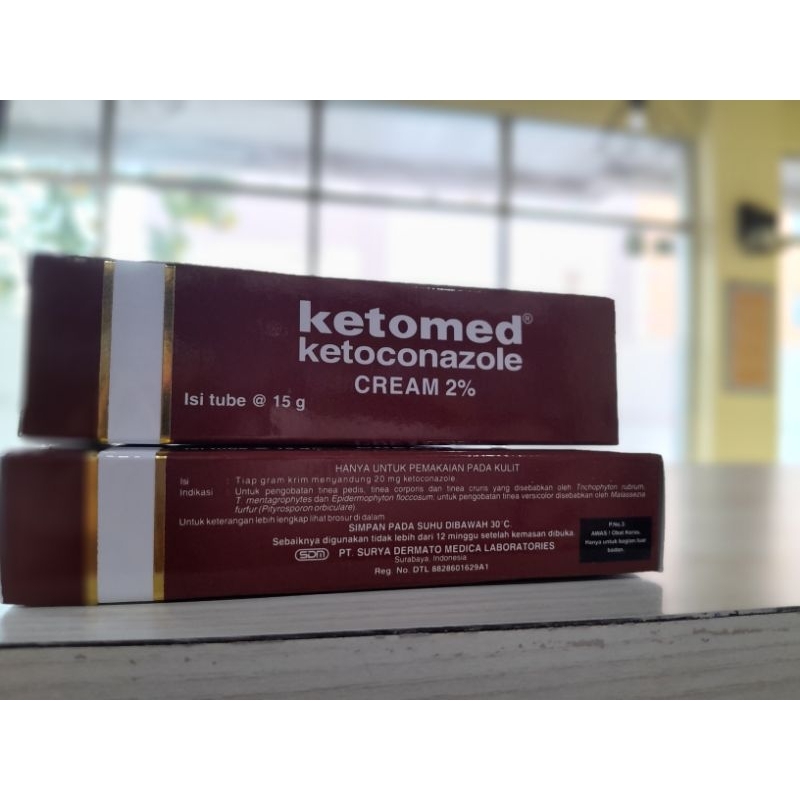 ketomed®
ketoconazole
CREAM 2%
Isi tube @ 15 g
HANYA UNTUK PEMAKAIAN PADA KULIT
Isi : Tiap gram krim menyandung 20 mg ketoconazole
Indikasi : Untuk pengobatan tinea pedis, tinea corporis dan tinea cruris yang disebabkan oleh Trichophyton rubrum,
T. mentagrophytes dan Epidermophyton floccosum: untuk pengobatan tinea versicolor disebabkan oleh Malassezia
furfur (Pityrosporon orbiculare).
Untuk keterangan lebih lengkap lihat brosur di dalam
SIMPAN PADA SUHU DIBAWAH 30°C.
Sebaiknya digunakan tidak lebih dari 12 minggu setelah kemasan dibuka.
SDM PT. SURYA DERMATO MEDICA LABORATORIES
Surabaya, Indonesia
Reg. No. DTL 8828601629A1
P.No.3
AWAS ! Obat Keras.
Hanya untuk bagian luar
badan.